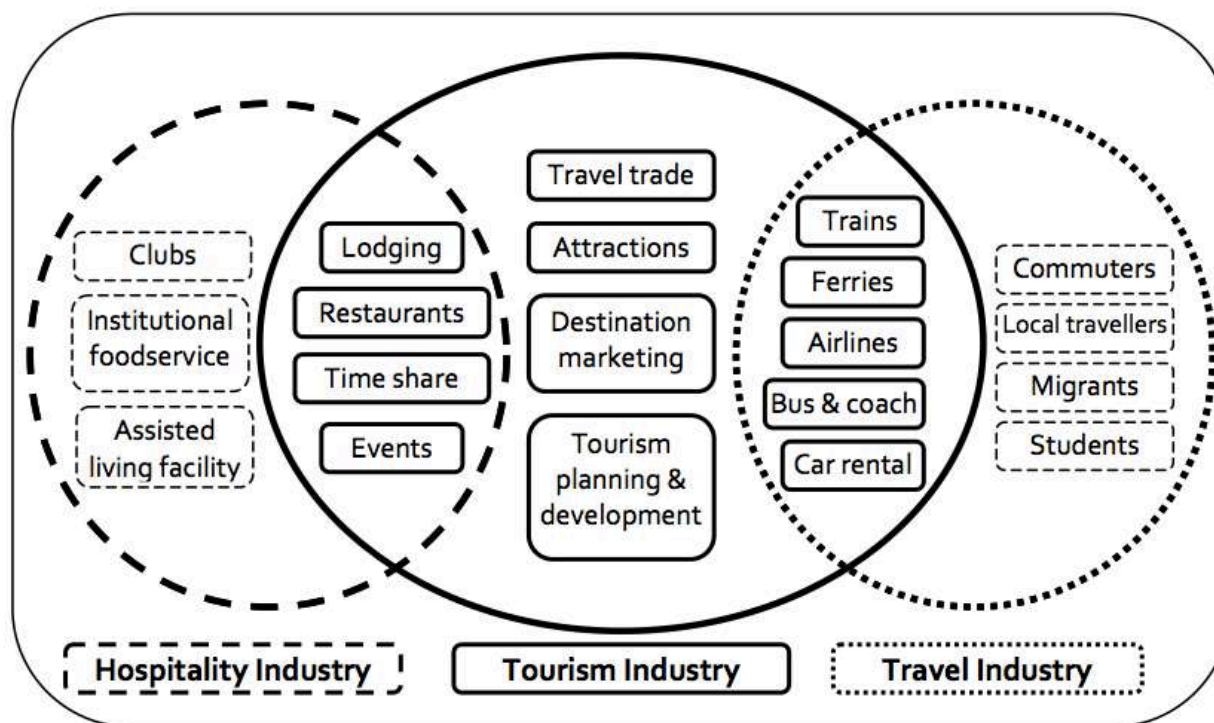 Clubs
Institutional
foodservice
Assisted
living facility
Lodging
Restaurants
Time share
Events
Travel trade
Attractions
Destination
marketing
Tourism
planning &
development
Trains
Ferries
Airlines
Bus & coach
Car rental
Commuters
Local travellers
Migrants
Students
Hospitality Industry
Tourism Industry
Travel Industry